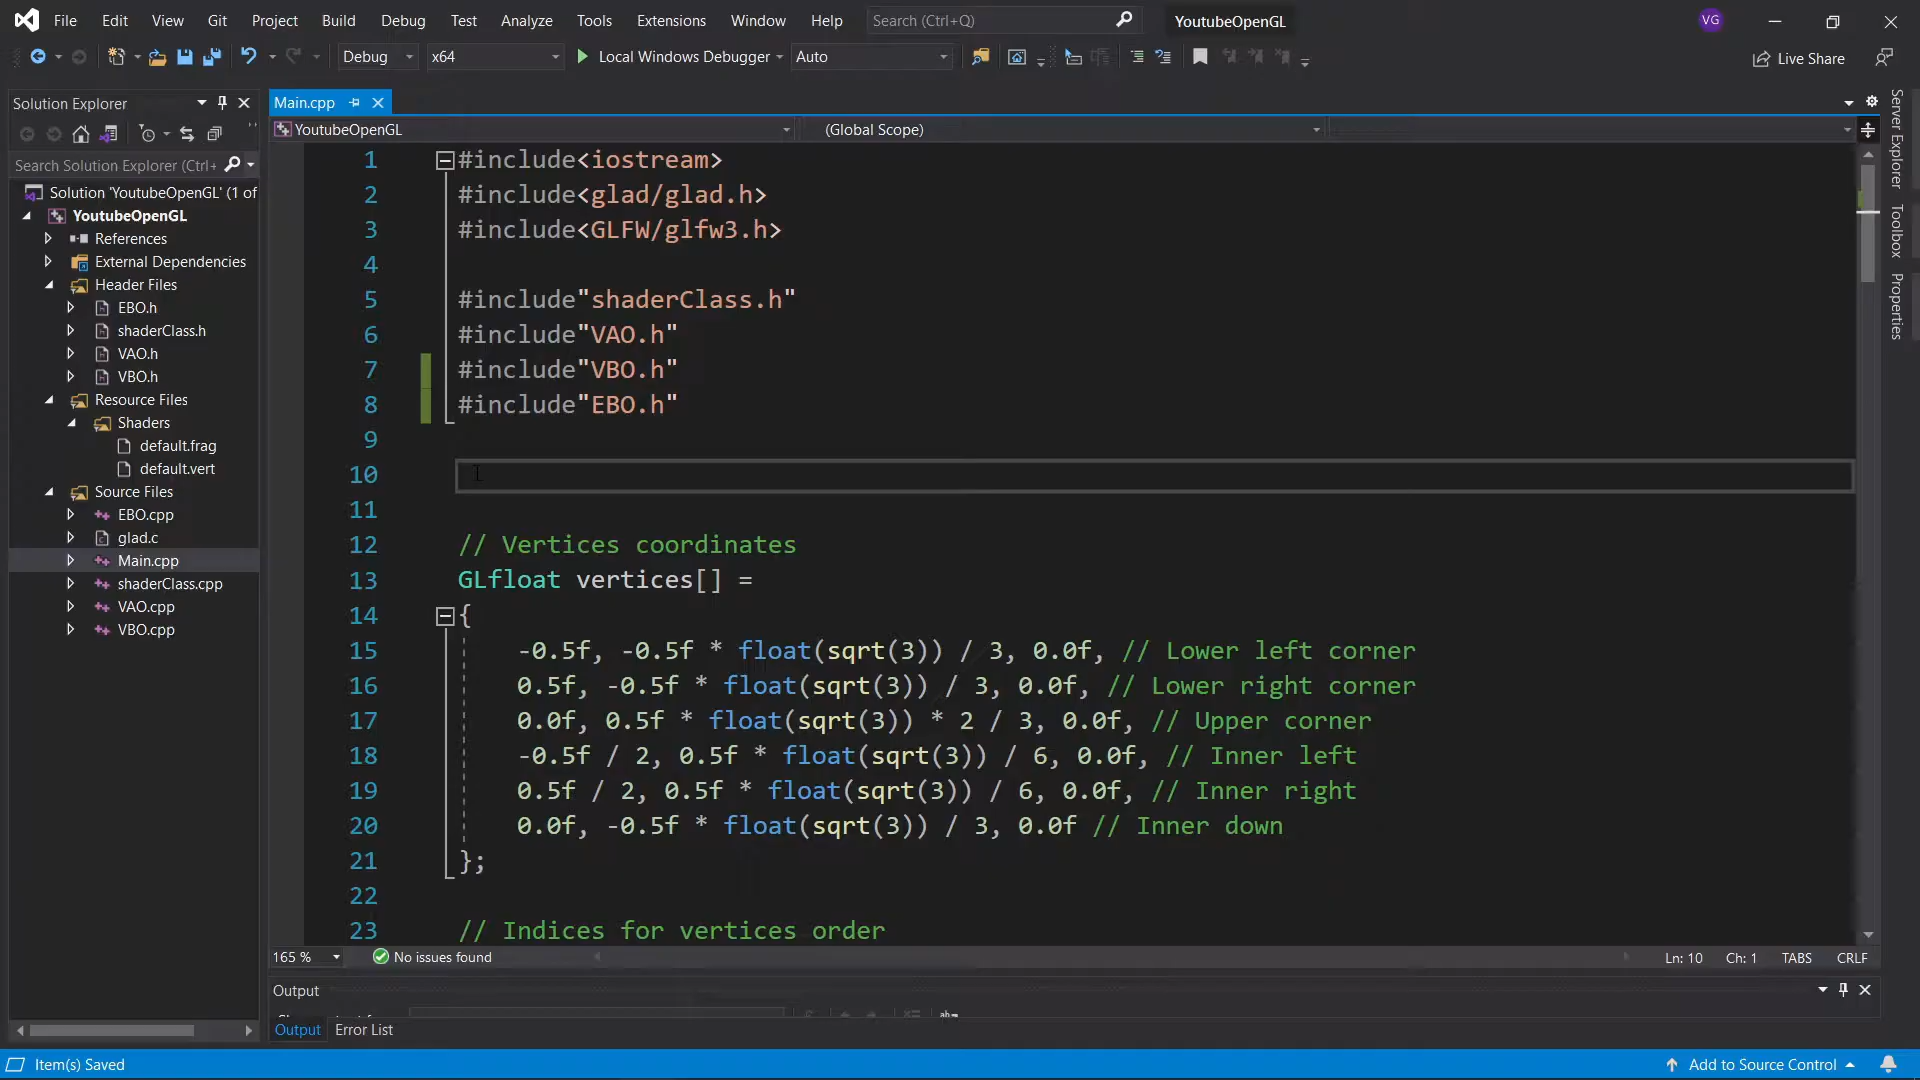 File Edit View Git Project Build Debug Test Analyze Tools Extensions Window Help Search (Ctrl+Q) YoutubeOpenGL VG
Debug x64 Local Windows Debugger Auto Live Share
Solution Explorer
Search Solution Explorer (Ctrl+
Solution 'YoutubeOpenGL' (1 of
YoutubeOpenGL
References
External Dependencies
Header Files
EBO.h
shaderClass.h
VAO.h
VBO.h
Resource Files
Shaders
default.frag
default.vert
Source Files
EBO.cpp
glad.c
Main.cpp
shaderClass.cpp
VAO.cpp
VBO.cpp
Main.cpp
YoutubeOpenGL (Global Scope)
1 #include<iostream>
2 #include<glad/glad.h>
3 #include<GLFW/glfw3.h>
4
5 #include"shaderClass.h"
6 #include"VAO.h"
7 #include"VBO.h"
8 #include"EBO.h"
9
10
11
12 // Vertices coordinates
13 GLfloat vertices[] =
14 {
15 -0.5f, -0.5f * float(sqrt(3)) / 3, 0.0f, // Lower left corner
16 0.5f, -0.5f * float(sqrt(3)) / 3, 0.0f, // Lower right corner
17 0.0f, 0.5f * float(sqrt(3)) * 2 / 3, 0.0f, // Upper corner
18 -0.5f / 2, 0.5f * float(sqrt(3)) / 6, 0.0f, // Inner left
19 0.5f / 2, 0.5f * float(sqrt(3)) / 6, 0.0f, // Inner right
20 0.0f, -0.5f * float(sqrt(3)) / 3, 0.0f // Inner down
21 };
22
23 // Indices for vertices order
165 % No issues found Ln: 10 Ch: 1 TABS CRLF
Output
Output Error List
Item(s) Saved Add to Source Control
Server Explorer
Toolbox
Properties